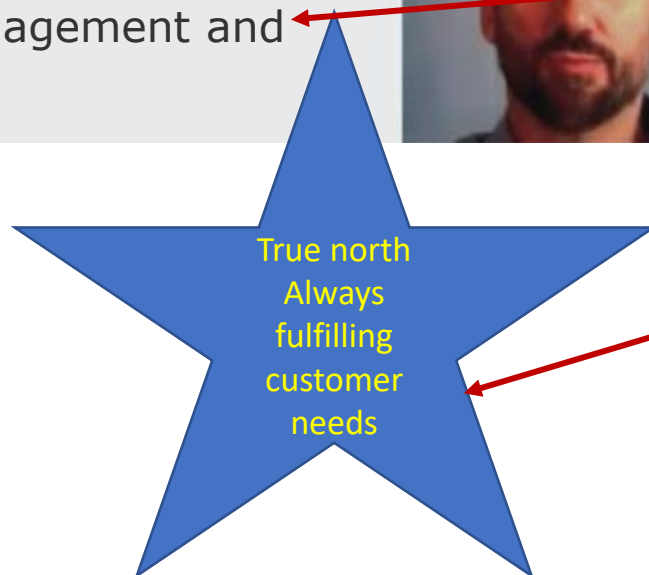 agement and
True north
Always
fulfilling
customer
needs